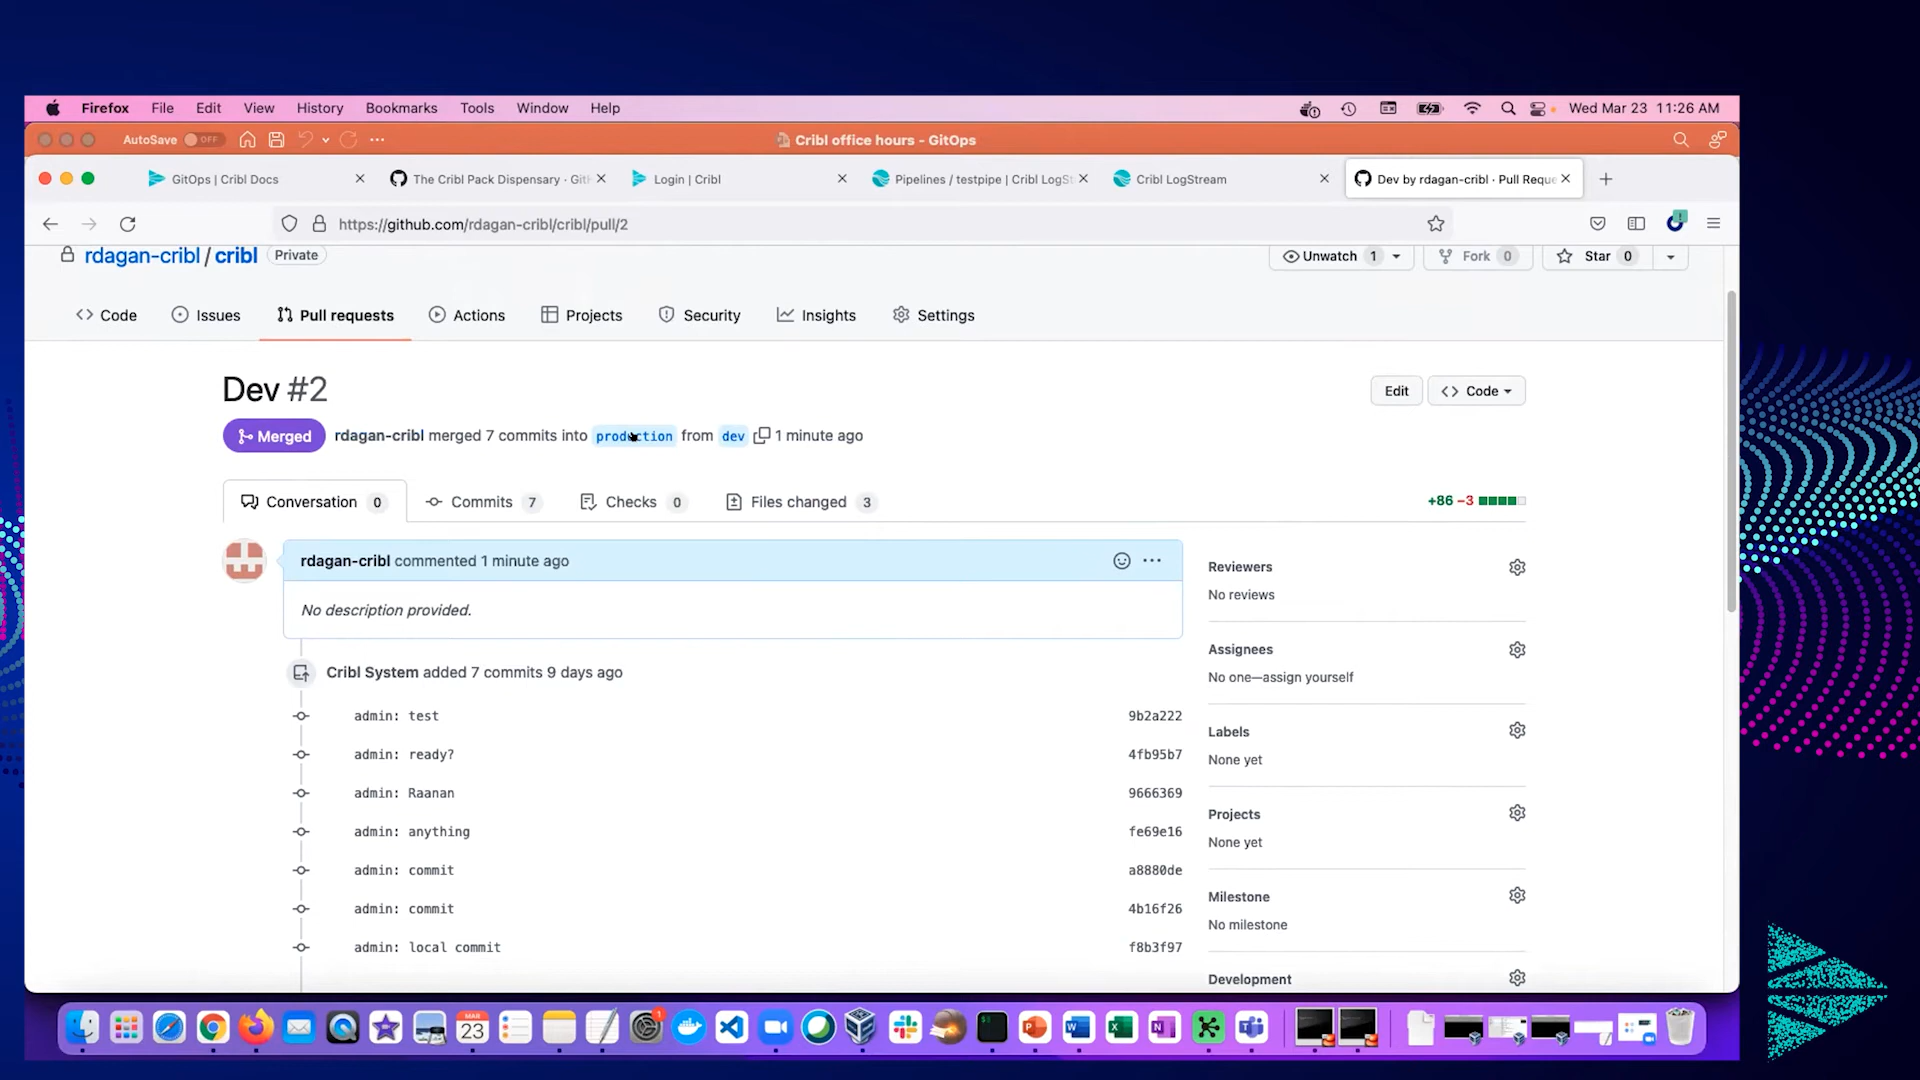 Firefox File Edit View History Bookmarks Tools Window Help Wed Mar 23 11:26 AM
AutoSave OFF Cribl office hours - GitOps
GitOps | Cribl Docs The Cribl Pack Dispensary · Gitl Login | Cribl Pipelines / testpipe | Cribl LogSt Cribl LogStream Dev by rdagan-cribl · Pull Reque
https://github.com/rdagan-cribl/cribl/pull/2
rdagan-cribl / cribl Private Unwatch 1 Fork 0 Star 0
Code Issues Pull requests Actions Projects Security Insights Settings
Dev #2 Edit Code
Merged rdagan-cribl merged 7 commits into production from dev 1 minute ago
Conversation 0 Commits 7 Checks 0 Files changed 3 +86 −3
rdagan-cribl commented 1 minute ago
No description provided.
Cribl System added 7 commits 9 days ago
admin: test 9b2a222
admin: ready? 4fb95b7
admin: Raanan 9666369
admin: anything fe69e16
admin: commit a8880de
admin: commit 4b16f26
admin: local commit f8b3f97
Reviewers
No reviews
Assignees
No one—assign yourself
Labels
None yet
Projects
None yet
Milestone
No milestone
Development
MAR
23
1